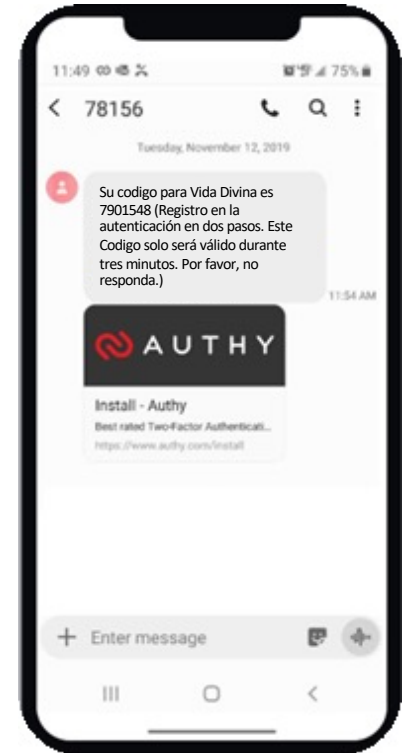 11:49 75%
78156
Tuesday, November 12, 2019
Su codigo para Vida Divina es
7901548 (Registro en la
autenticación en dos pasos. Este
Codigo solo será válido durante
tres minutos. Por favor, no
responda.)
11:54 AM
AUTHY
Install - Authy
Best rated Two-Factor Authenticati...
https://www.authy.com/install
Enter message